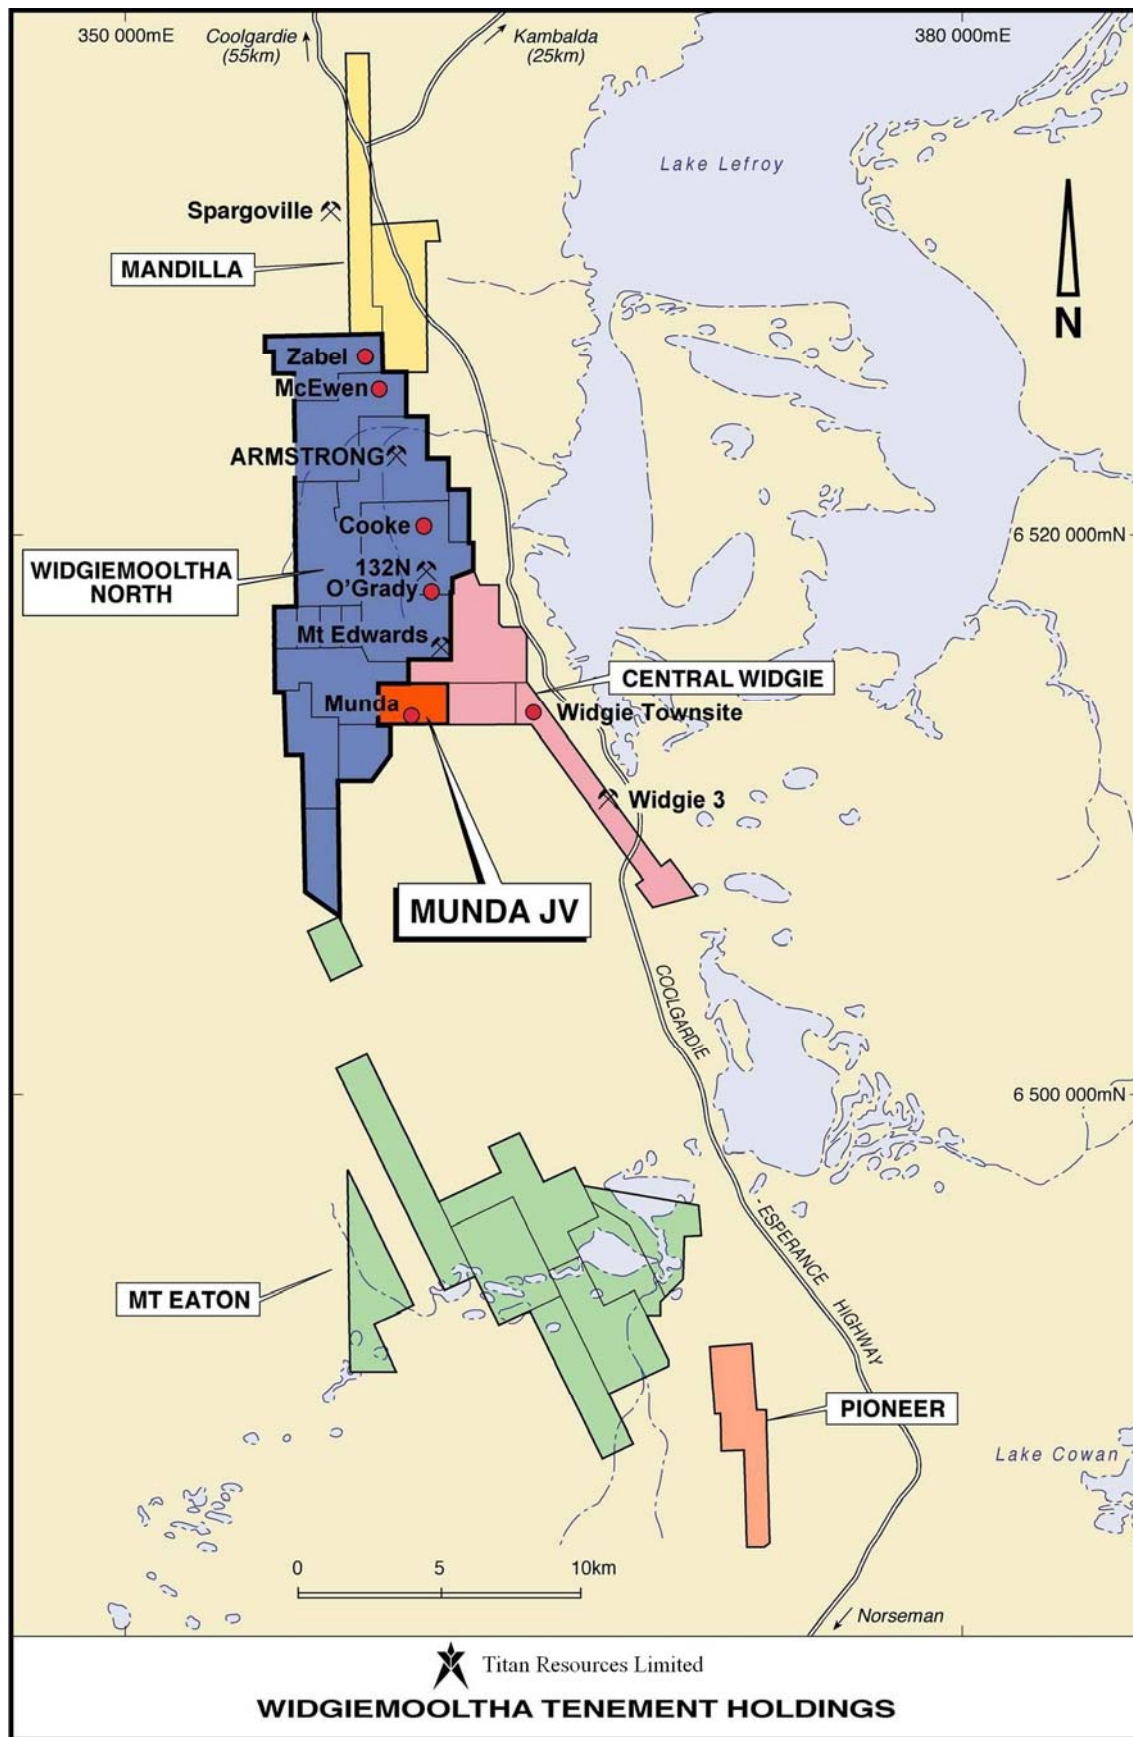 350 000mE
Coolgardie
(55km)
Kambalda
(25km)
380 000mE
Lake Lefroy
Spargoville
MANDILLA
N
Zabel
McEwen
ARMSTRONG
Cooke
6 520 000mN
WIDGIEMOOLTHA
NORTH
132N
O'Grady
Mt Edwards
CENTRAL WIDGIE
Munda
Widgie Townsite
Widgie 3
MUNDA JV
COOLGARDIE
6 500 000mN
- ESPERANCE
HIGHWAY
MT EATON
PIONEER
Lake Cowan
0 5 10km
Norseman
Titan Resources Limited
WIDGIEMOOLTHA TENEMENT HOLDINGS